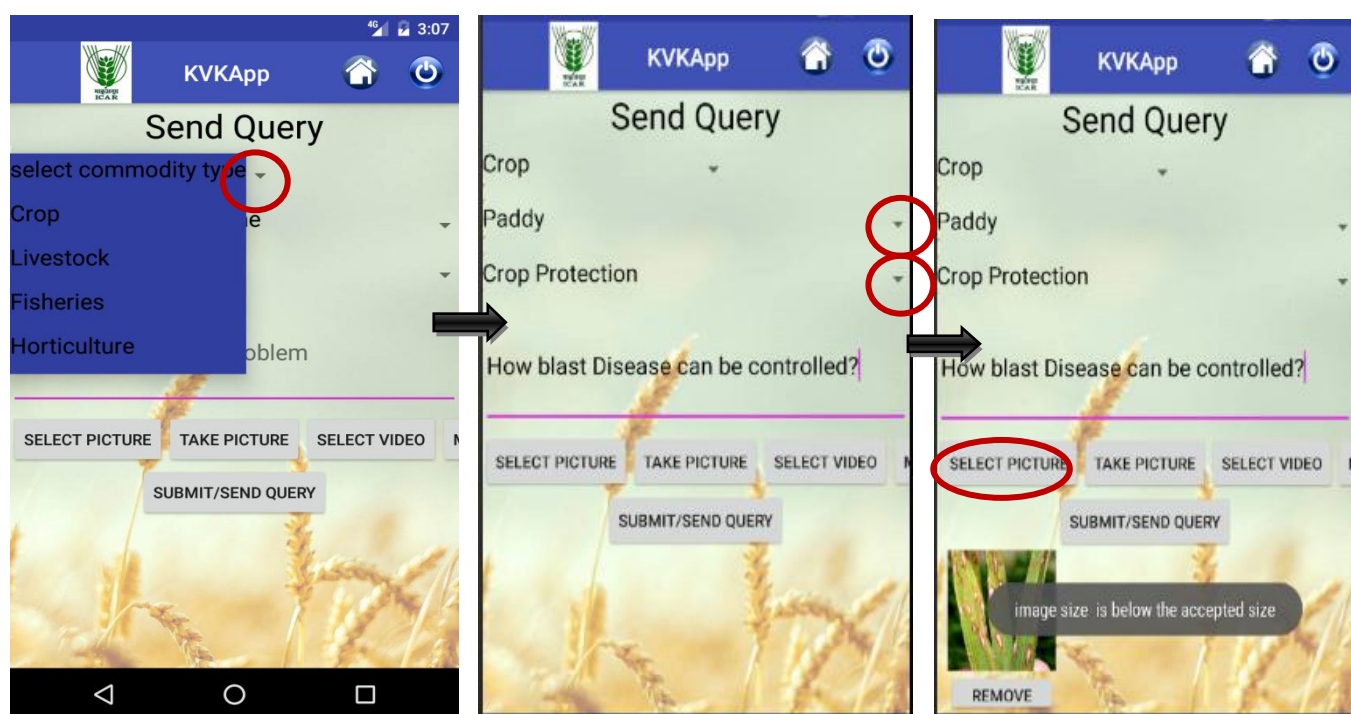 4G 3:07
ICAR
KVKApp
Send Query
select commodity type
Crop
Livestock
Fisheries
Horticulture
e
oblem
SELECT PICTURE TAKE PICTURE SELECT VIDEO
SUBMIT/SEND QUERY
ICAR
KVKApp
Send Query
Crop
Paddy
Crop Protection
How blast Disease can be controlled?
SELECT PICTURE TAKE PICTURE SELECT VIDEO
SUBMIT/SEND QUERY
KVKApp
Send Query
Crop
Paddy
Crop Protection
How blast Disease can be controlled?
SELECT PICTURE TAKE PICTURE SELECT VIDEO
SUBMIT/SEND QUERY
image size is below the accepted size
REMOVE